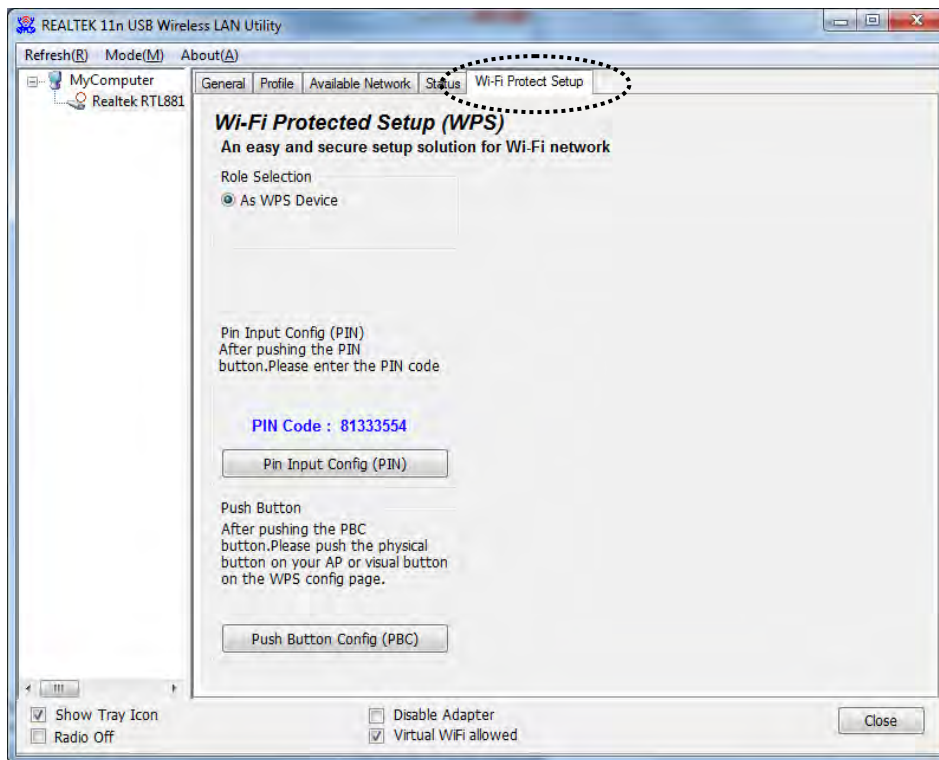 REALTEK 11n USB Wireless LAN Utility
Refresh(R) Mode(M) About(A)
MyComputer
Realtek RTL881
General Profile Available Network Status Wi-Fi Protect Setup
Wi-Fi Protected Setup (WPS)
An easy and secure setup solution for Wi-Fi network
Role Selection
As WPS Device
Pin Input Config (PIN)
After pushing the PIN
button.Please enter the PIN code
PIN Code : 81333554
Pin Input Config (PIN)
Push Button
After pushing the PBC
button.Please push the physical
button on your AP or visual button
on the WPS config page.
Push Button Config (PBC)
Show Tray Icon
Disable Adapter
Radio Off
Virtual WiFi allowed
Close